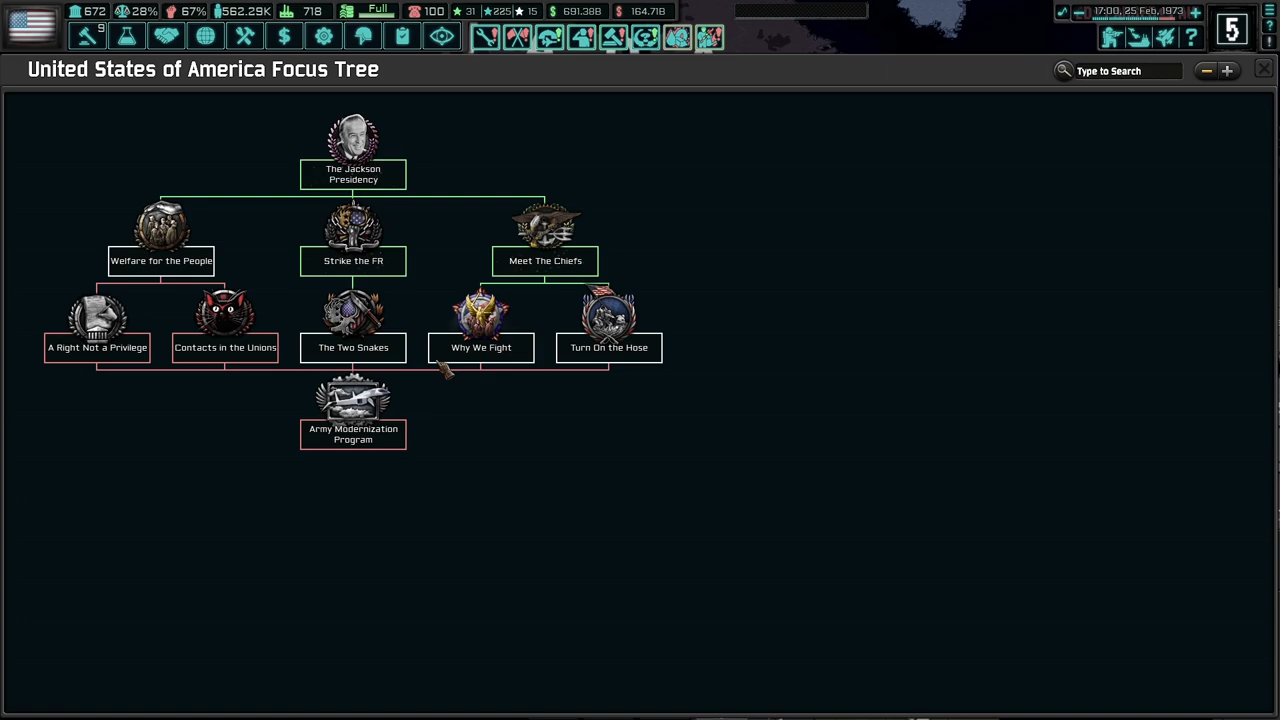 672 28% 67% 562.29K 718 Full 100 31 225 15 $ 691.38B $ 164.71B
17:00, 25 Feb, 1973
9
5
United States of America Focus Tree
Type to Search
The Jackson
Presidency
Welfare for the People
Strike the FR
Meet The Chiefs
A Right Not a Privilege
Contacts in the Unions
The Two Snakes
Why We Fight
Turn On the Hose
Army Modernization
Program